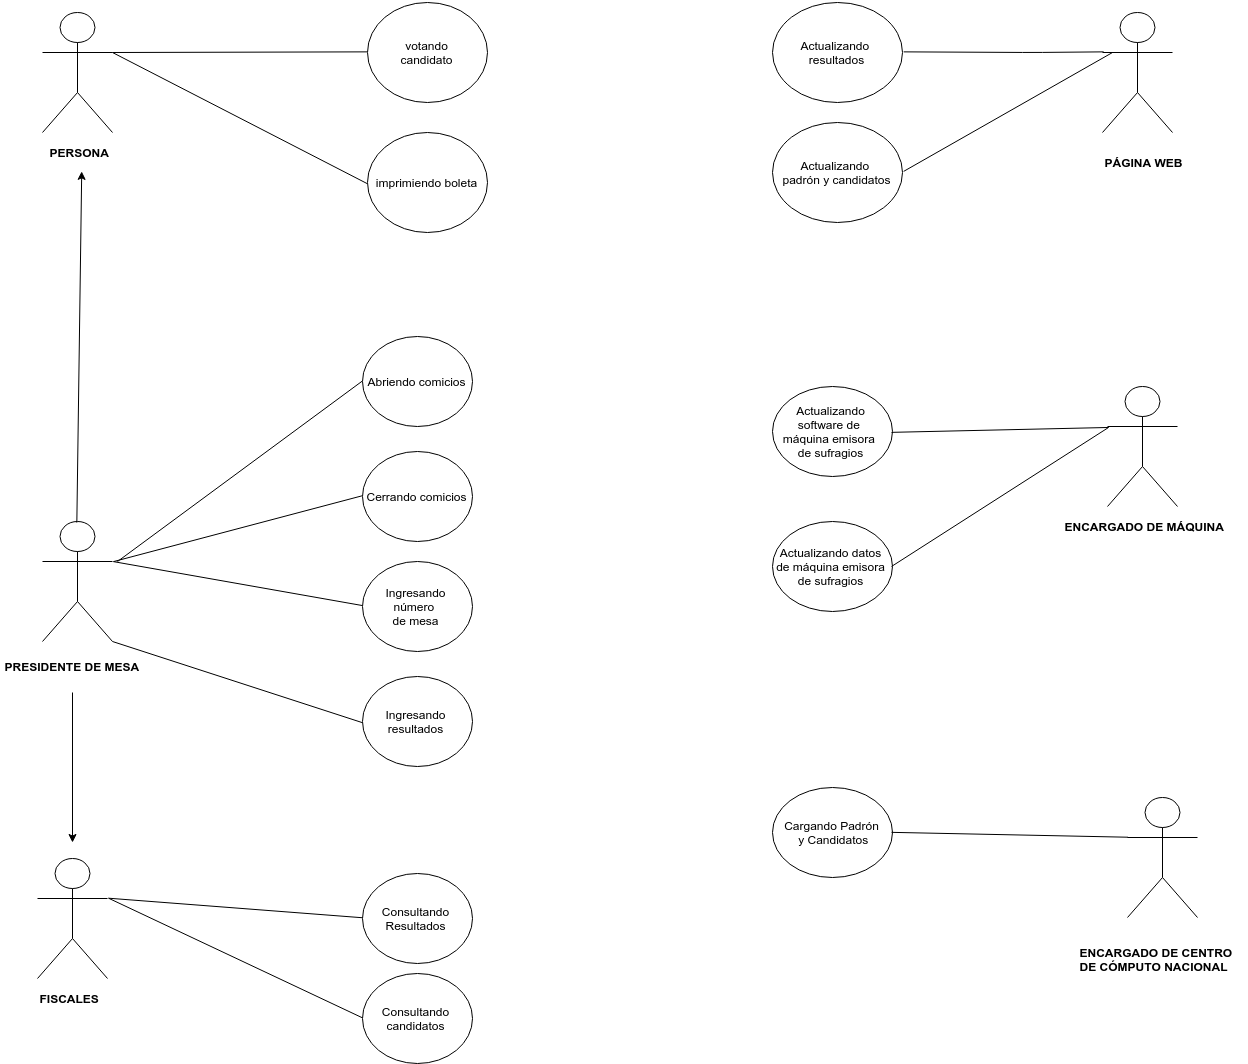 votando
candidato
imprimiendo boleta
PERSONA
Actualizando
resultados
Actualizando
padrón y candidatos
PÁGINA WEB
Abriendo comicios
Cerrando comicios
Ingresando
número
de mesa
Ingresando
resultados
PRESIDENTE DE MESA
Actualizando
software de
máquina emisora
de sufragios
Actualizando datos
de máquina emisora
de sufragios
ENCARGADO DE MÁQUINA
Consultando
Resultados
Consultando
candidatos
FISCALES
Cargando Padrón
y Candidatos
ENCARGADO DE CENTRO
DE CÓMPUTO NACIONAL